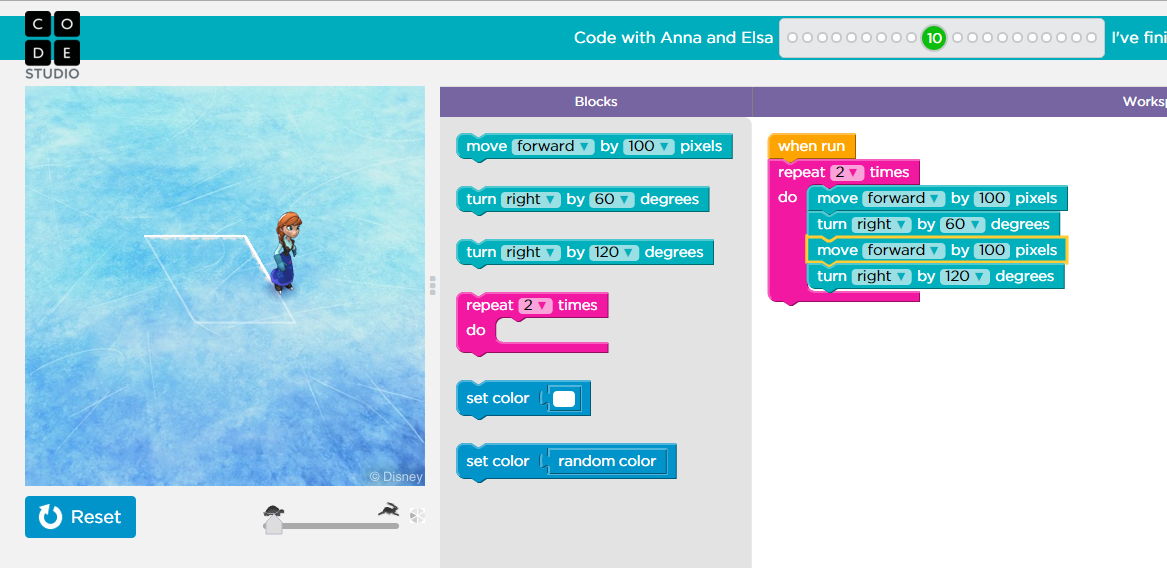 C O
D E
STUDIO
Code with Anna and Elsa
10
I've fini
Blocks
Works
move forward by 100 pixels
turn right by 60 degrees
turn right by 120 degrees
repeat 2 times
do
set color
set color random color
when run
repeat 2 times
do
move forward by 100 pixels
turn right by 60 degrees
move forward by 100 pixels
turn right by 120 degrees
© Disney
Reset